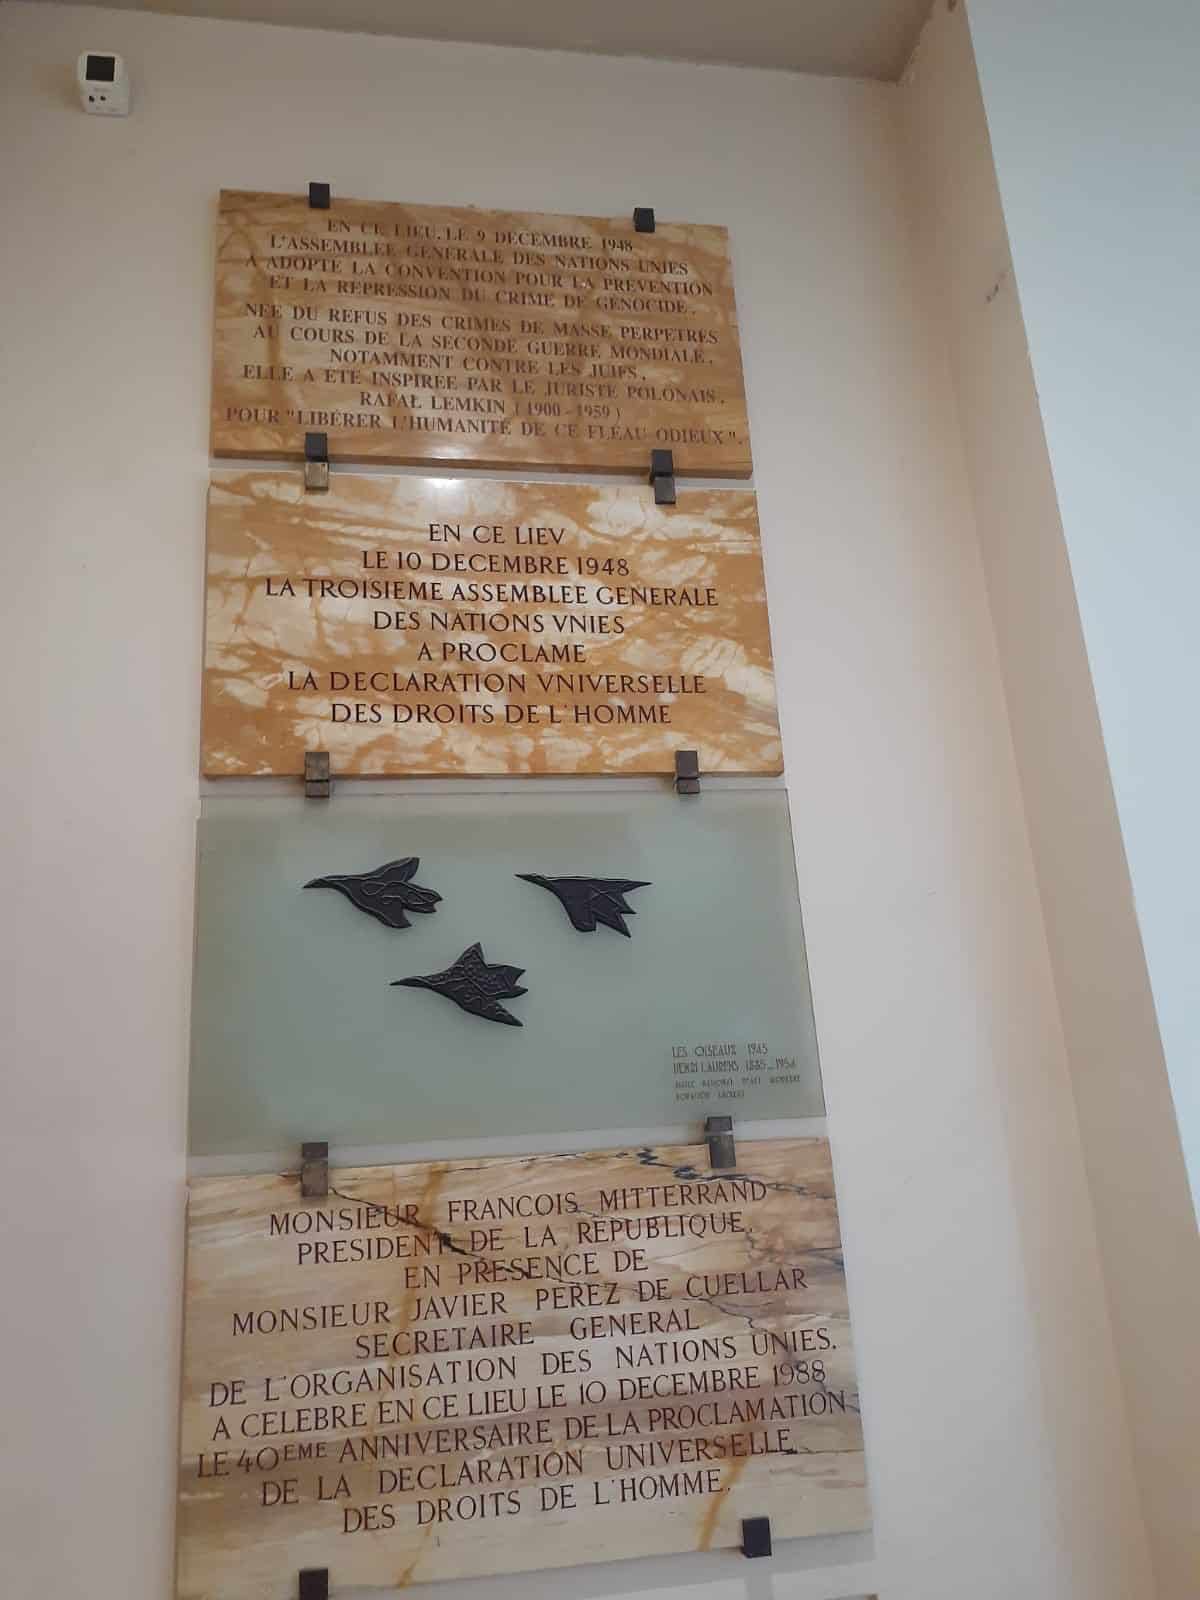 EN CE LIEU, LE 9 DECEMBRE 1948
L'ASSEMBLEE GENERALE DES NATIONS UNIES
A ADOPTE LA CONVENTION POUR LA PREVENTION
ET LA REPRESSION DU CRIME DE GENOCIDE.
NEE DU REFUS DES CRIMES DE MASSE PERPETRES
AU COURS DE LA SECONDE GUERRE MONDIALE,
NOTAMMENT CONTRE LES JUIFS,
ELLE A ETE INSPIREE PAR LE JURISTE POLONAIS,
RAFAŁ LEMKIN (1900 - 1959)
POUR "LIBÉRER L'HUMANITÉ DE CE FLÉAU ODIEUX".
EN CE LIEV
LE 10 DECEMBRE 1948
LA TROISIEME ASSEMBLEE GENERALE
DES NATIONS VNIES
A PROCLAME
LA DECLARATION VNIVERSELLE
DES DROITS DE L'HOMME
LES OISEAUX 1945
HENRI LAURENS 1885_1954
MONSIEUR FRANCOIS MITTERRAND
PRESIDENT DE LA REPUBLIQUE,
EN PRESENCE DE
MONSIEUR JAVIER PEREZ DE CUELLAR
SECRETAIRE GENERAL
DE L'ORGANISATION DES NATIONS UNIES,
A CELEBRE EN CE LIEU LE 10 DECEMBRE 1988
LE 40EME ANNIVERSAIRE DE LA PROCLAMATION
DE LA DECLARATION UNIVERSELLE
DES DROITS DE L'HOMME.